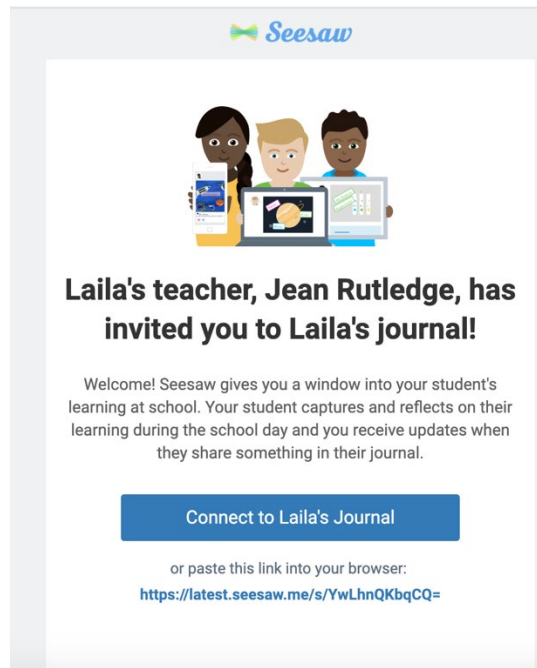 Seesaw
Laila's teacher, Jean Rutledge, has
invited you to Laila's journal!
Welcome! Seesaw gives you a window into your student's
learning at school. Your student captures and reflects on their
learning during the school day and you receive updates when
they share something in their journal.
Connect to Laila's Journal
or paste this link into your browser:
https://latest.seesaw.me/s/YwLhnQKbqCQ=